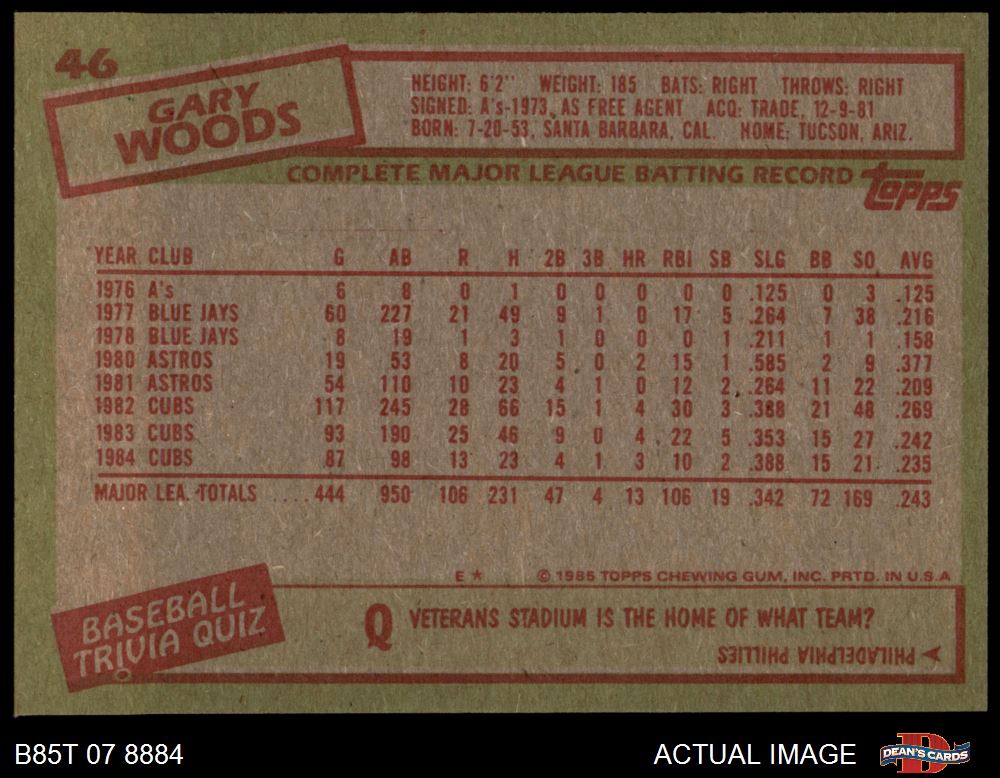 46
GARY
WOODS
HEIGHT: 6'2" WEIGHT: 185 BATS: RIGHT THROWS: RIGHT
SIGNED: A's-1973, AS FREE AGENT ACQ: TRADE, 12-9-81
BORN: 7-20-53, SANTA BARBARA, CAL. HOME: TUCSON, ARIZ.
COMPLETE MAJOR LEAGUE BATTING RECORD topps
YEAR CLUB G AB R H 2B 3B HR RBI SB SLG BB SO AVG
1976 A's 6 8 0 1 0 0 0 0 0 .125 0 3 .125
1977 BLUE JAYS 60 227 21 49 9 1 0 17 5 .264 7 38 .216
1978 BLUE JAYS 8 19 1 3 1 0 0 0 1 .211 1 1 .158
1980 ASTROS 19 53 8 20 5 0 2 15 1 .585 2 9 .377
1981 ASTROS 54 110 10 23 4 1 0 12 2 .264 11 22 .209
1982 CUBS 117 245 28 66 15 1 4 30 3 .388 21 48 .269
1983 CUBS 93 190 25 46 9 0 4 22 5 .353 15 27 .242
1984 CUBS 87 98 13 23 4 1 3 10 2 .388 15 21 .235
MAJOR LEA. TOTALS .... 444 950 106 231 47 4 13 106 19 .342 72 169 .243
E * © 1985 TOPPS CHEWING GUM, INC. PRTD. IN U.S.A
BASEBALL
TRIVIA QUIZ
Q VETERANS STADIUM IS THE HOME OF WHAT TEAM?
PHILADELPHIA PHILLIES
B85T 07 8884 ACTUAL IMAGE DEAN'S CARDS